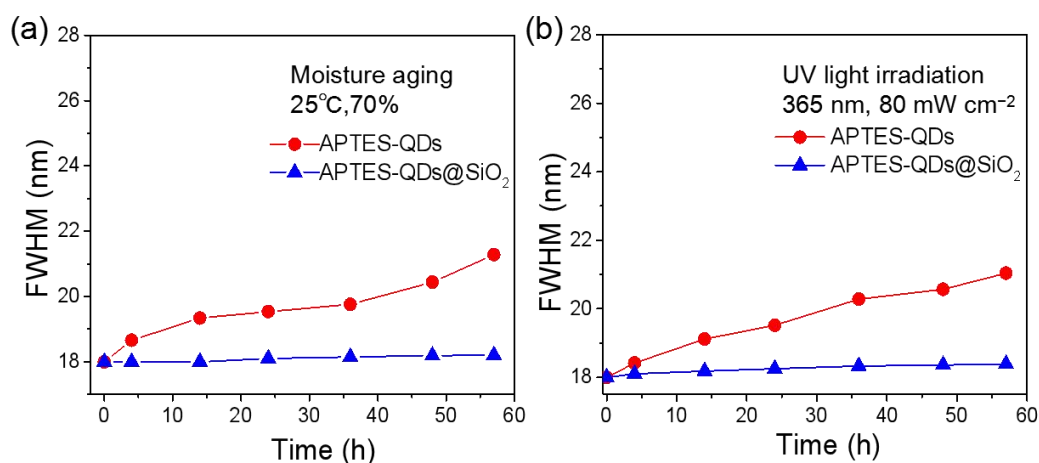 (a)
28
26
24
22
20
18
FWHM (nm)
Moisture aging
25℃,70%
APTES-QDs
APTES-QDs@SiO₂
0 10 20 30 40 50 60
Time (h)
(b)
28
26
24
22
20
18
FWHM (nm)
UV light irradiation
365 nm, 80 mW cm⁻²
APTES-QDs
APTES-QDs@SiO₂
0 10 20 30 40 50 60
Time (h)